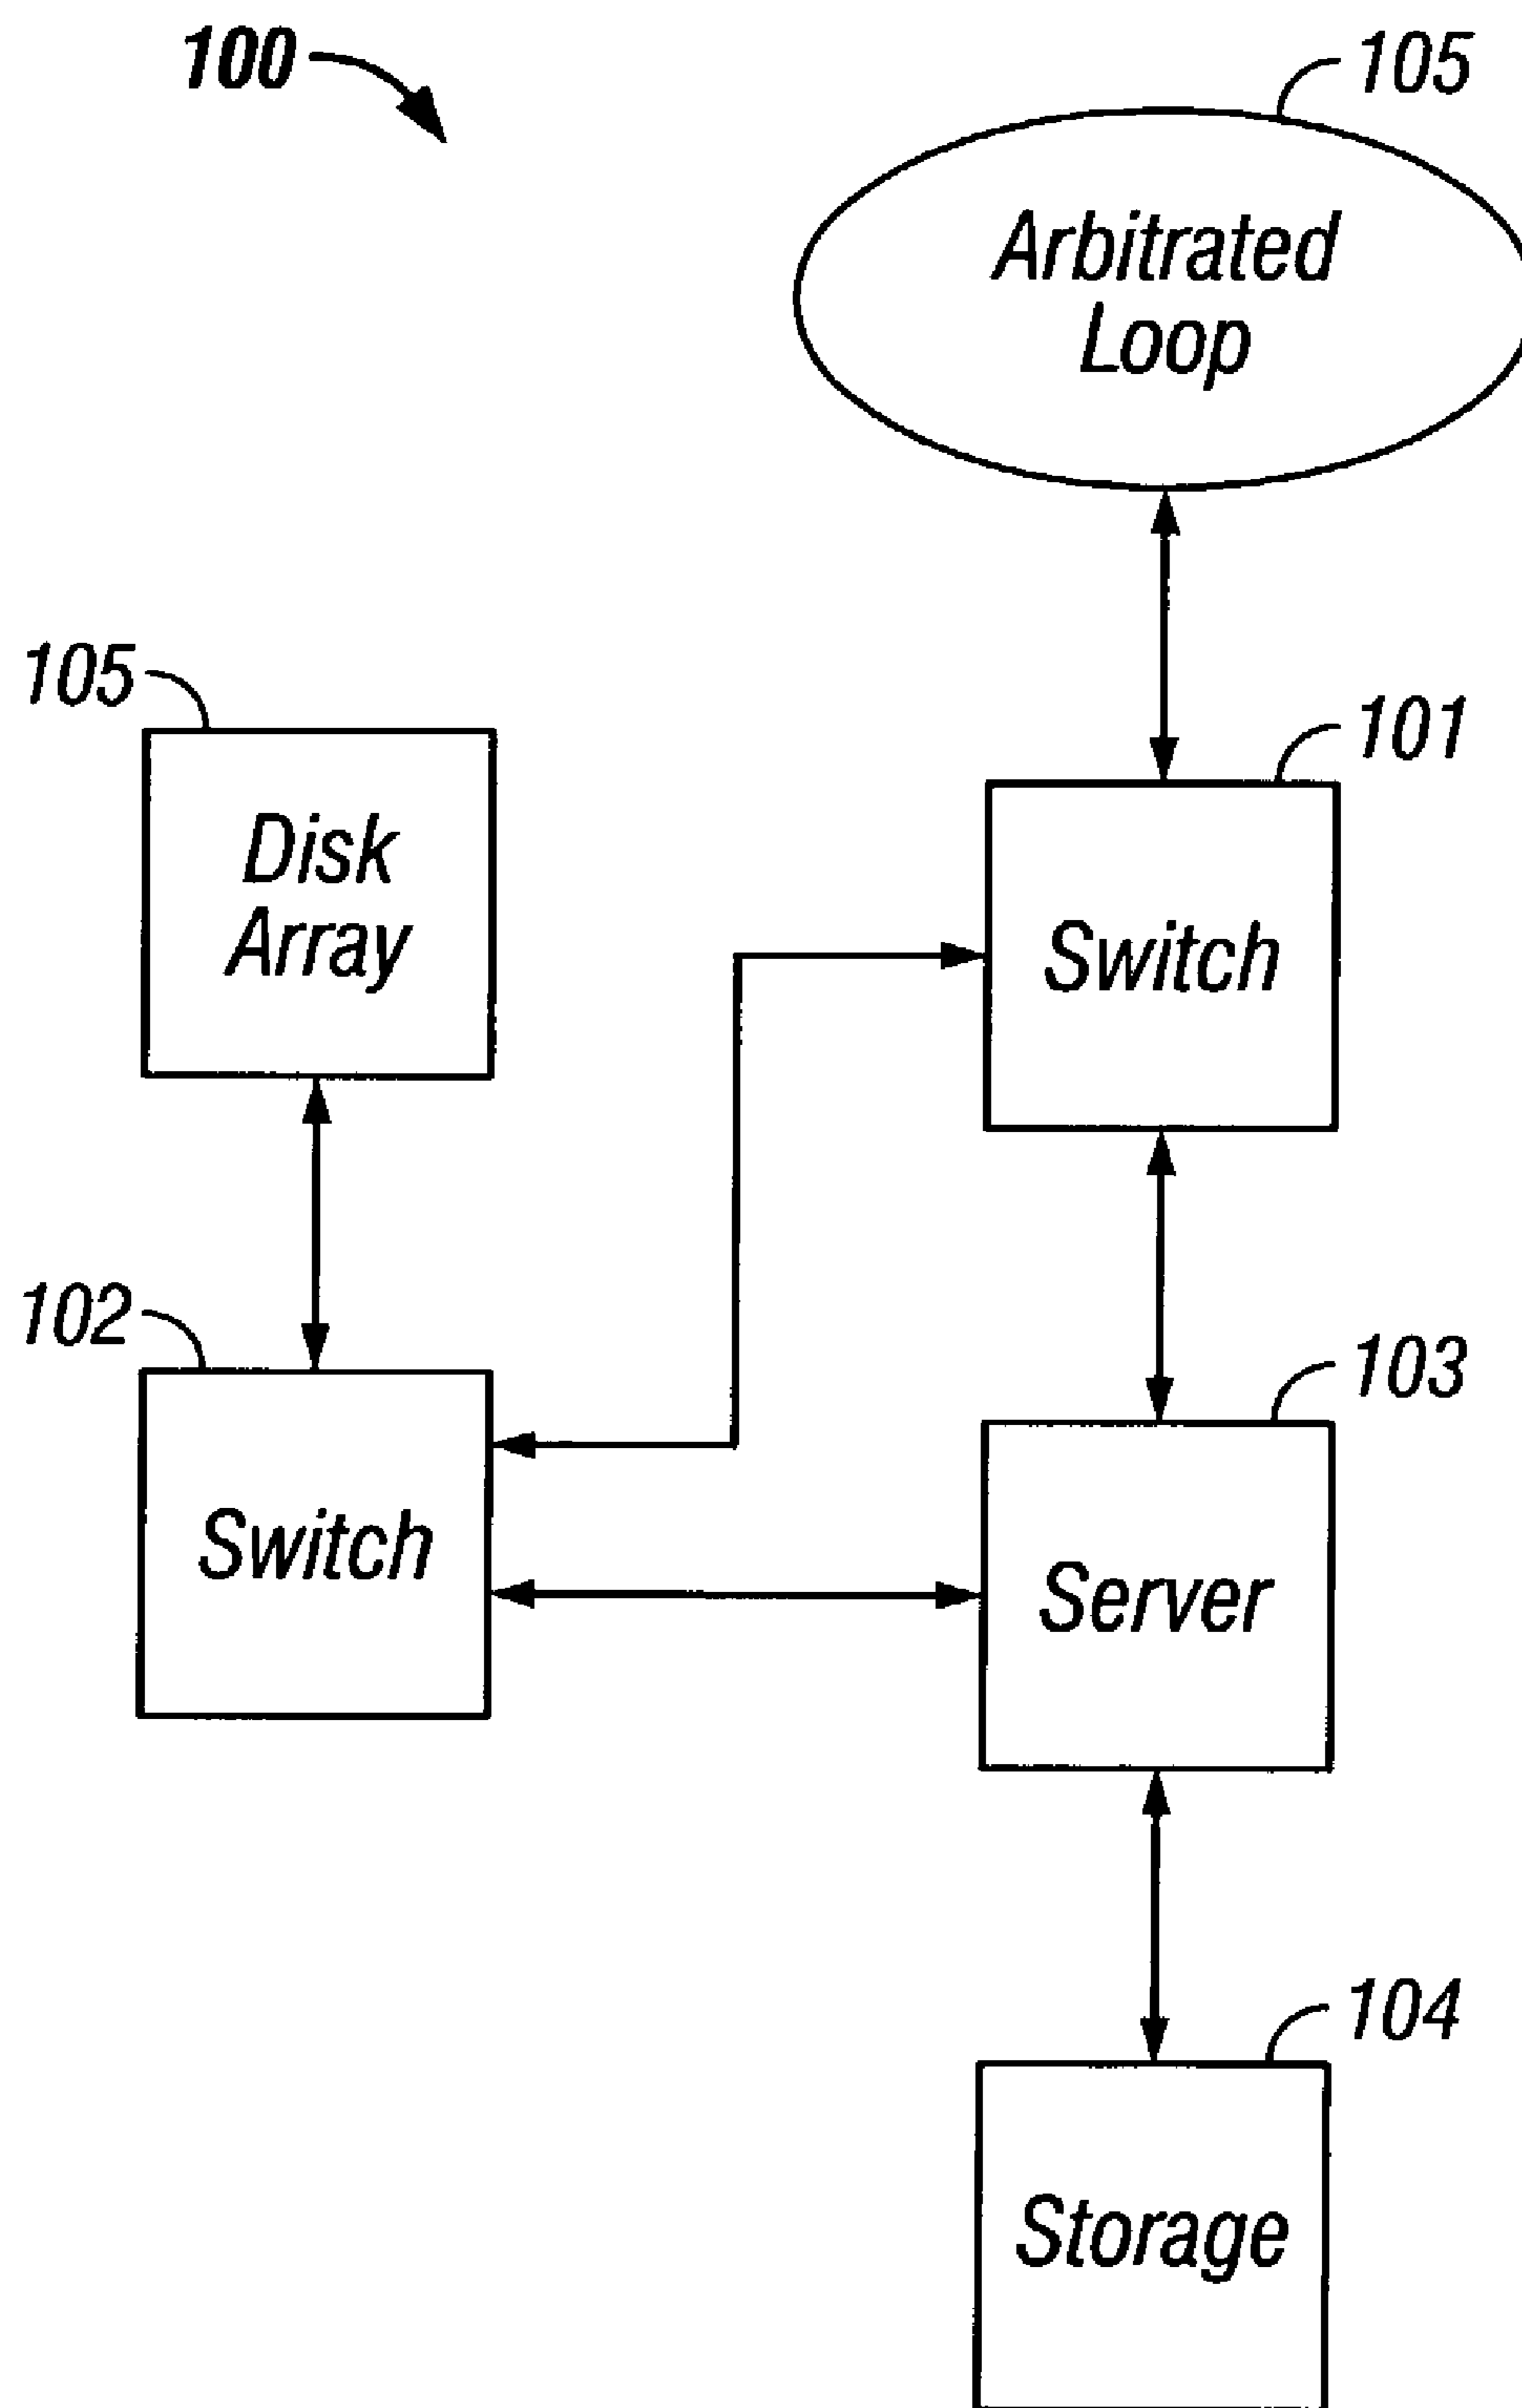 100
105
Arbitrated
Loop
105
Disk
Array
101
Switch
102
Switch
103
Server
104
Storage